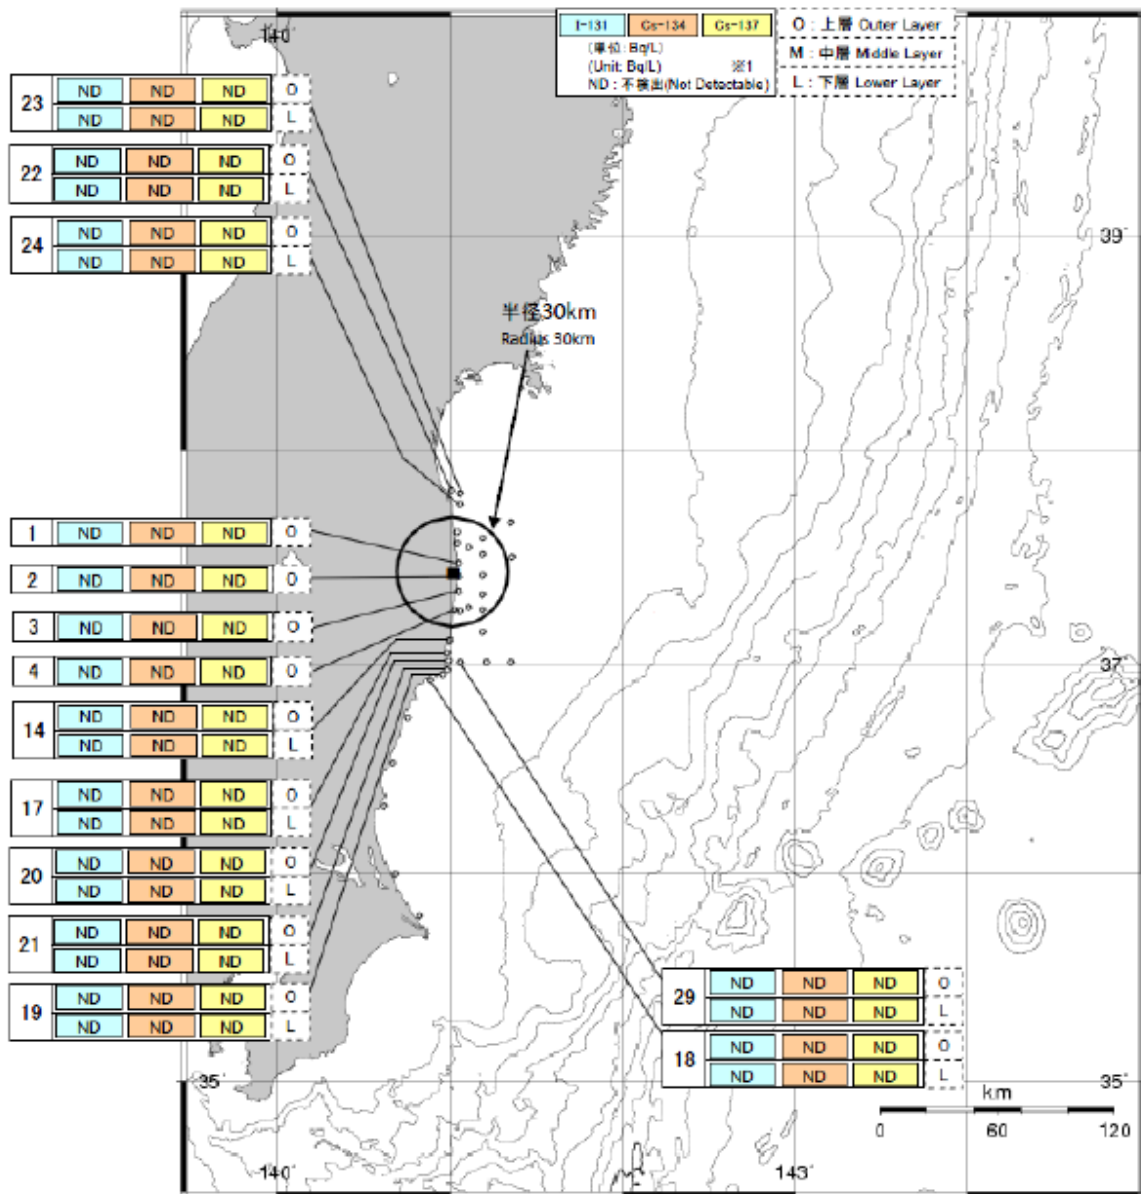 140°
I-131 Cs-134 Cs-137
(単位: Bq/L)
(Unit: Bq/L) ※1
ND : 不検出(Not Detectable)
O : 上層 Outer Layer
M : 中層 Middle Layer
L : 下層 Lower Layer
23 ND ND ND O
ND ND ND L
22 ND ND ND O
ND ND ND L
24 ND ND ND O
ND ND ND L
39°
半径30km
Radius 30km
1 ND ND ND O
2 ND ND ND O
3 ND ND ND O
4 ND ND ND O
37°
14 ND ND ND O
ND ND ND L
17 ND ND ND O
ND ND ND L
20 ND ND ND O
ND ND ND L
21 ND ND ND O
ND ND ND L
19 ND ND ND O
ND ND ND L
29 ND ND ND O
ND ND ND L
18 ND ND ND O
ND ND ND L
35°
35°
km
0 60 120
140°
143°